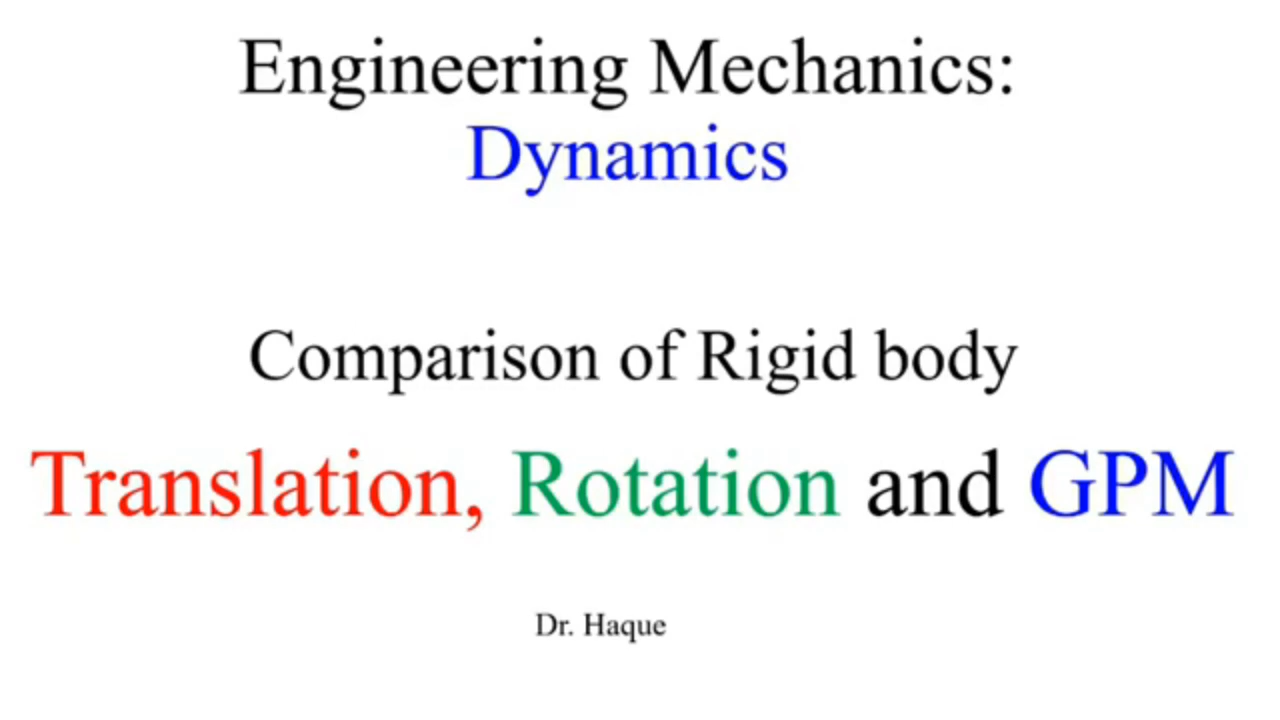 Engineering Mechanics:
Dynamics
Comparison of Rigid body
Translation, Rotation and GPM
Dr. Haque